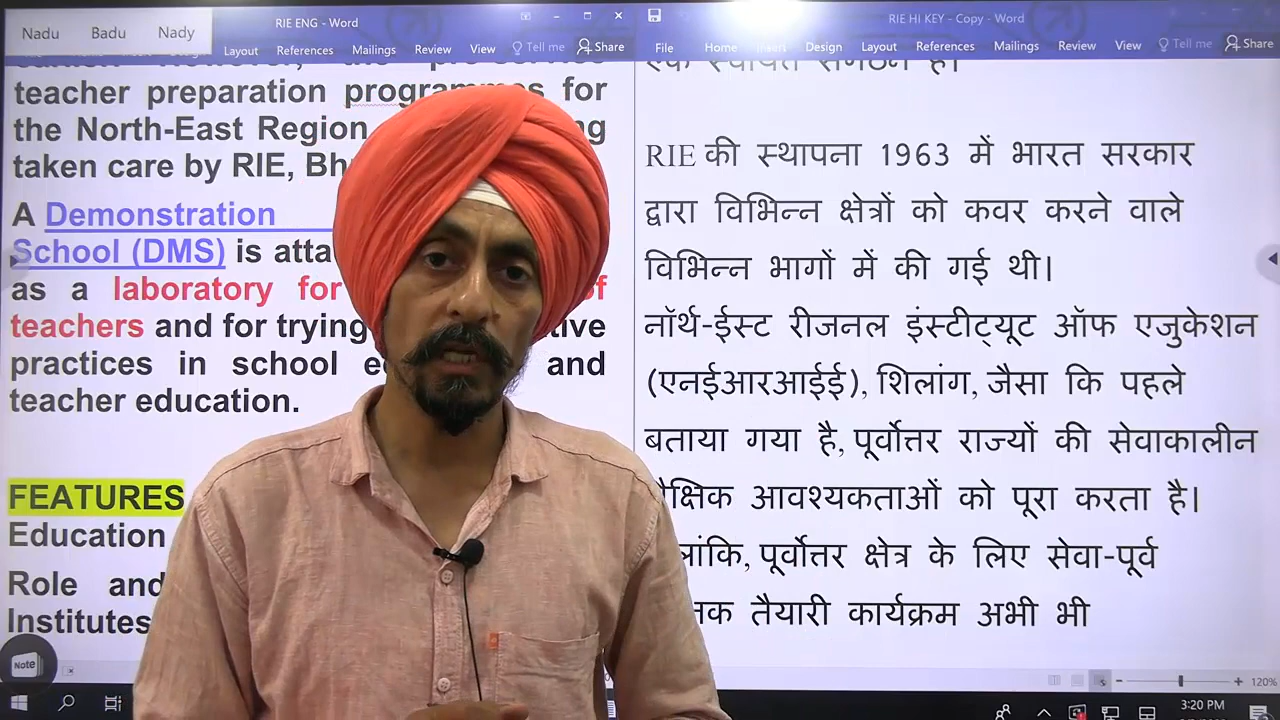 Nadu Badu Nady
RIE ENG - Word
Layout References Mailings Review View Tell me Share
teacher preparation programmes for
the North-East Region
taken care by RIE,
A Demonstration
School (DMS) is
as a laboratory for of
teachers and for trying
practices in school and
teacher education.
FEATURES
Education
Role and
Institutes
Note
RIE HI KEY - Copy - Word
File Home Insert Design Layout References Mailings Review View Tell me Share
RIE की स्थापना 1963 में भारत सरकार
द्वारा विभिन्न क्षेत्रों को कवर करने वाले
विभिन्न भागों में की गई थी।
नॉर्थ-ईस्ट रीजनल इंस्टीट्यूट ऑफ एजुकेशन
(एनईआरआईई), शिलांग, जैसा कि पहले
बताया गया है, पूर्वोत्तर राज्यों की सेवाकालीन
आवश्यकताओं को पूरा करता है।
पूर्वोत्तर क्षेत्र के लिए सेवा-पूर्व
तैयारी कार्यक्रम अभी भी
120%
3:20 PM